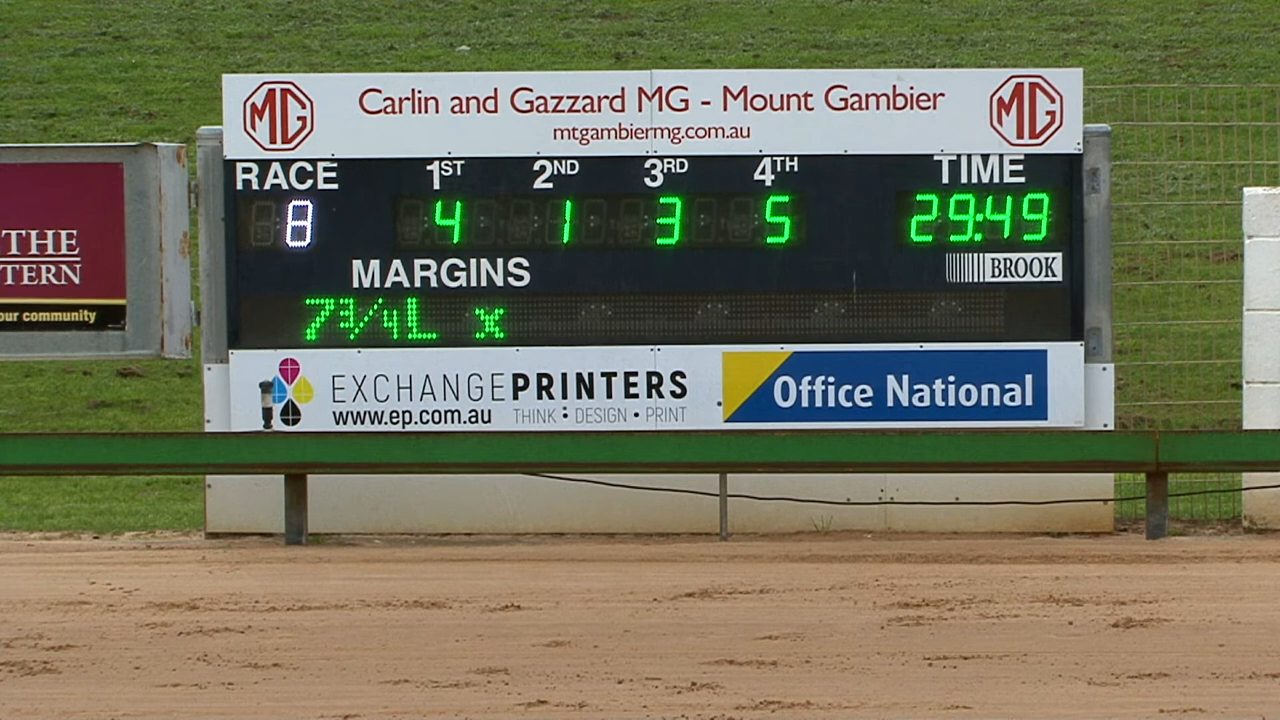 MG Carlin and Gazzard MG - Mount Gambier MG
mtgambiermg.com.au
RACE 1ST 2ND 3RD 4TH TIME
8 4 1 3 5 29:49
MARGINS
BROOK
7 3/4L x
THE
TERN
our community
EXCHANGEPRINTERS
www.ep.com.au THINK : DESIGN • PRINT
Office National